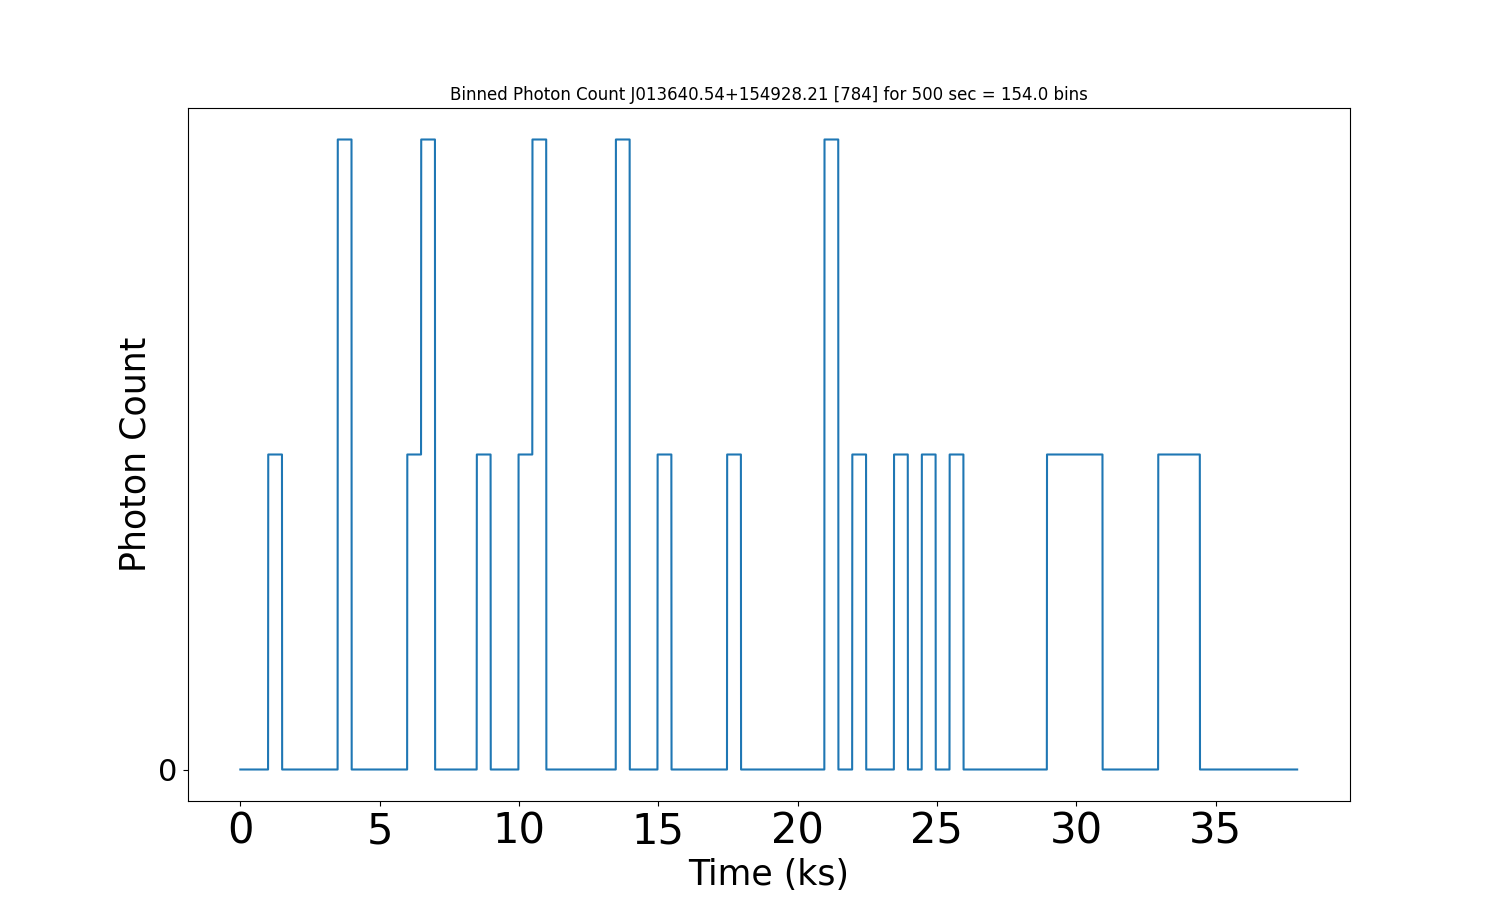 Binned Photon Count J013640.54+154928.21 [784] for 500 sec = 154.0 bins
Photon Count
0
0 5 10 15 20 25 30 35
Time (ks)